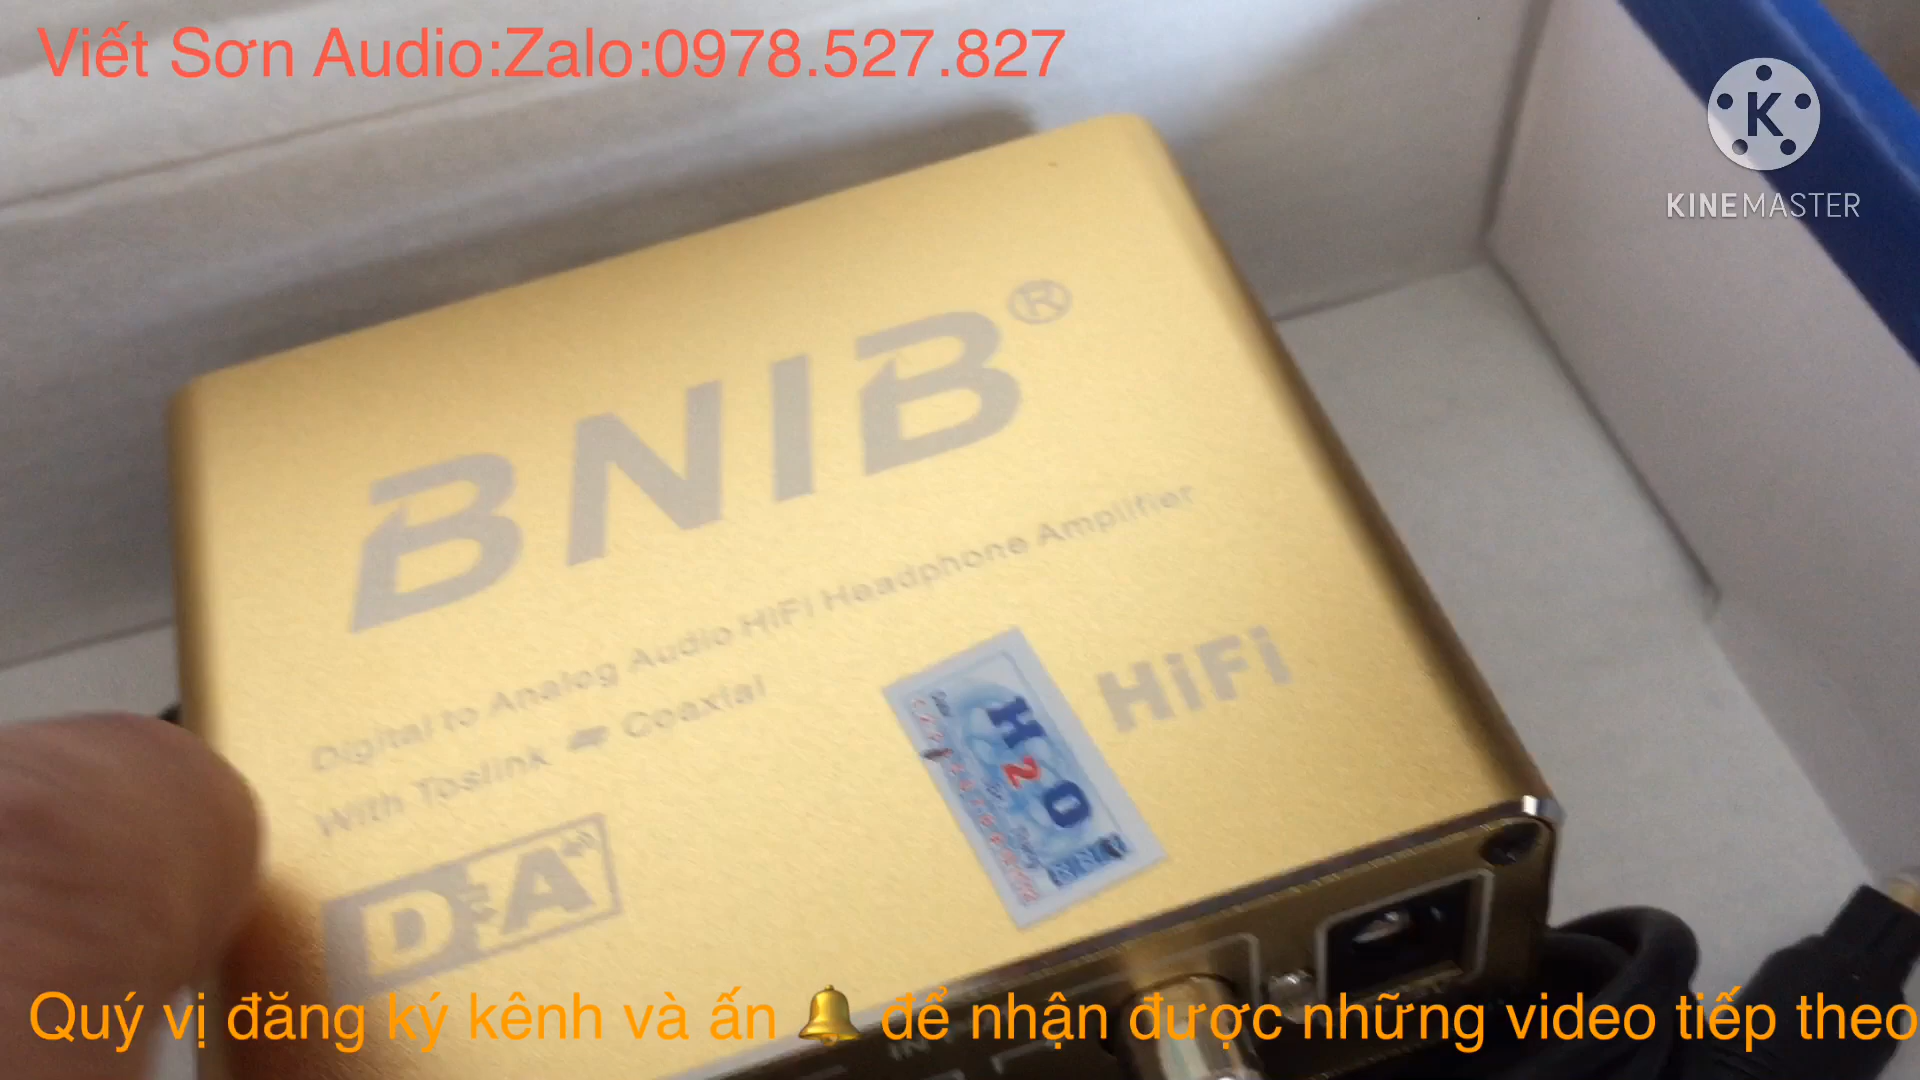 Viết Sơn Audio:Zalo:0978.527.827
K
KINEMASTER
BNIB®
Digital to Analog Audio HiFi Headphone Amplifier
With Toslink ⇌ Coaxial
HiFi
H2O
D⇌A
IN
Quý vị đăng ký kênh và ấn 🔔 để nhận được những video tiếp theo